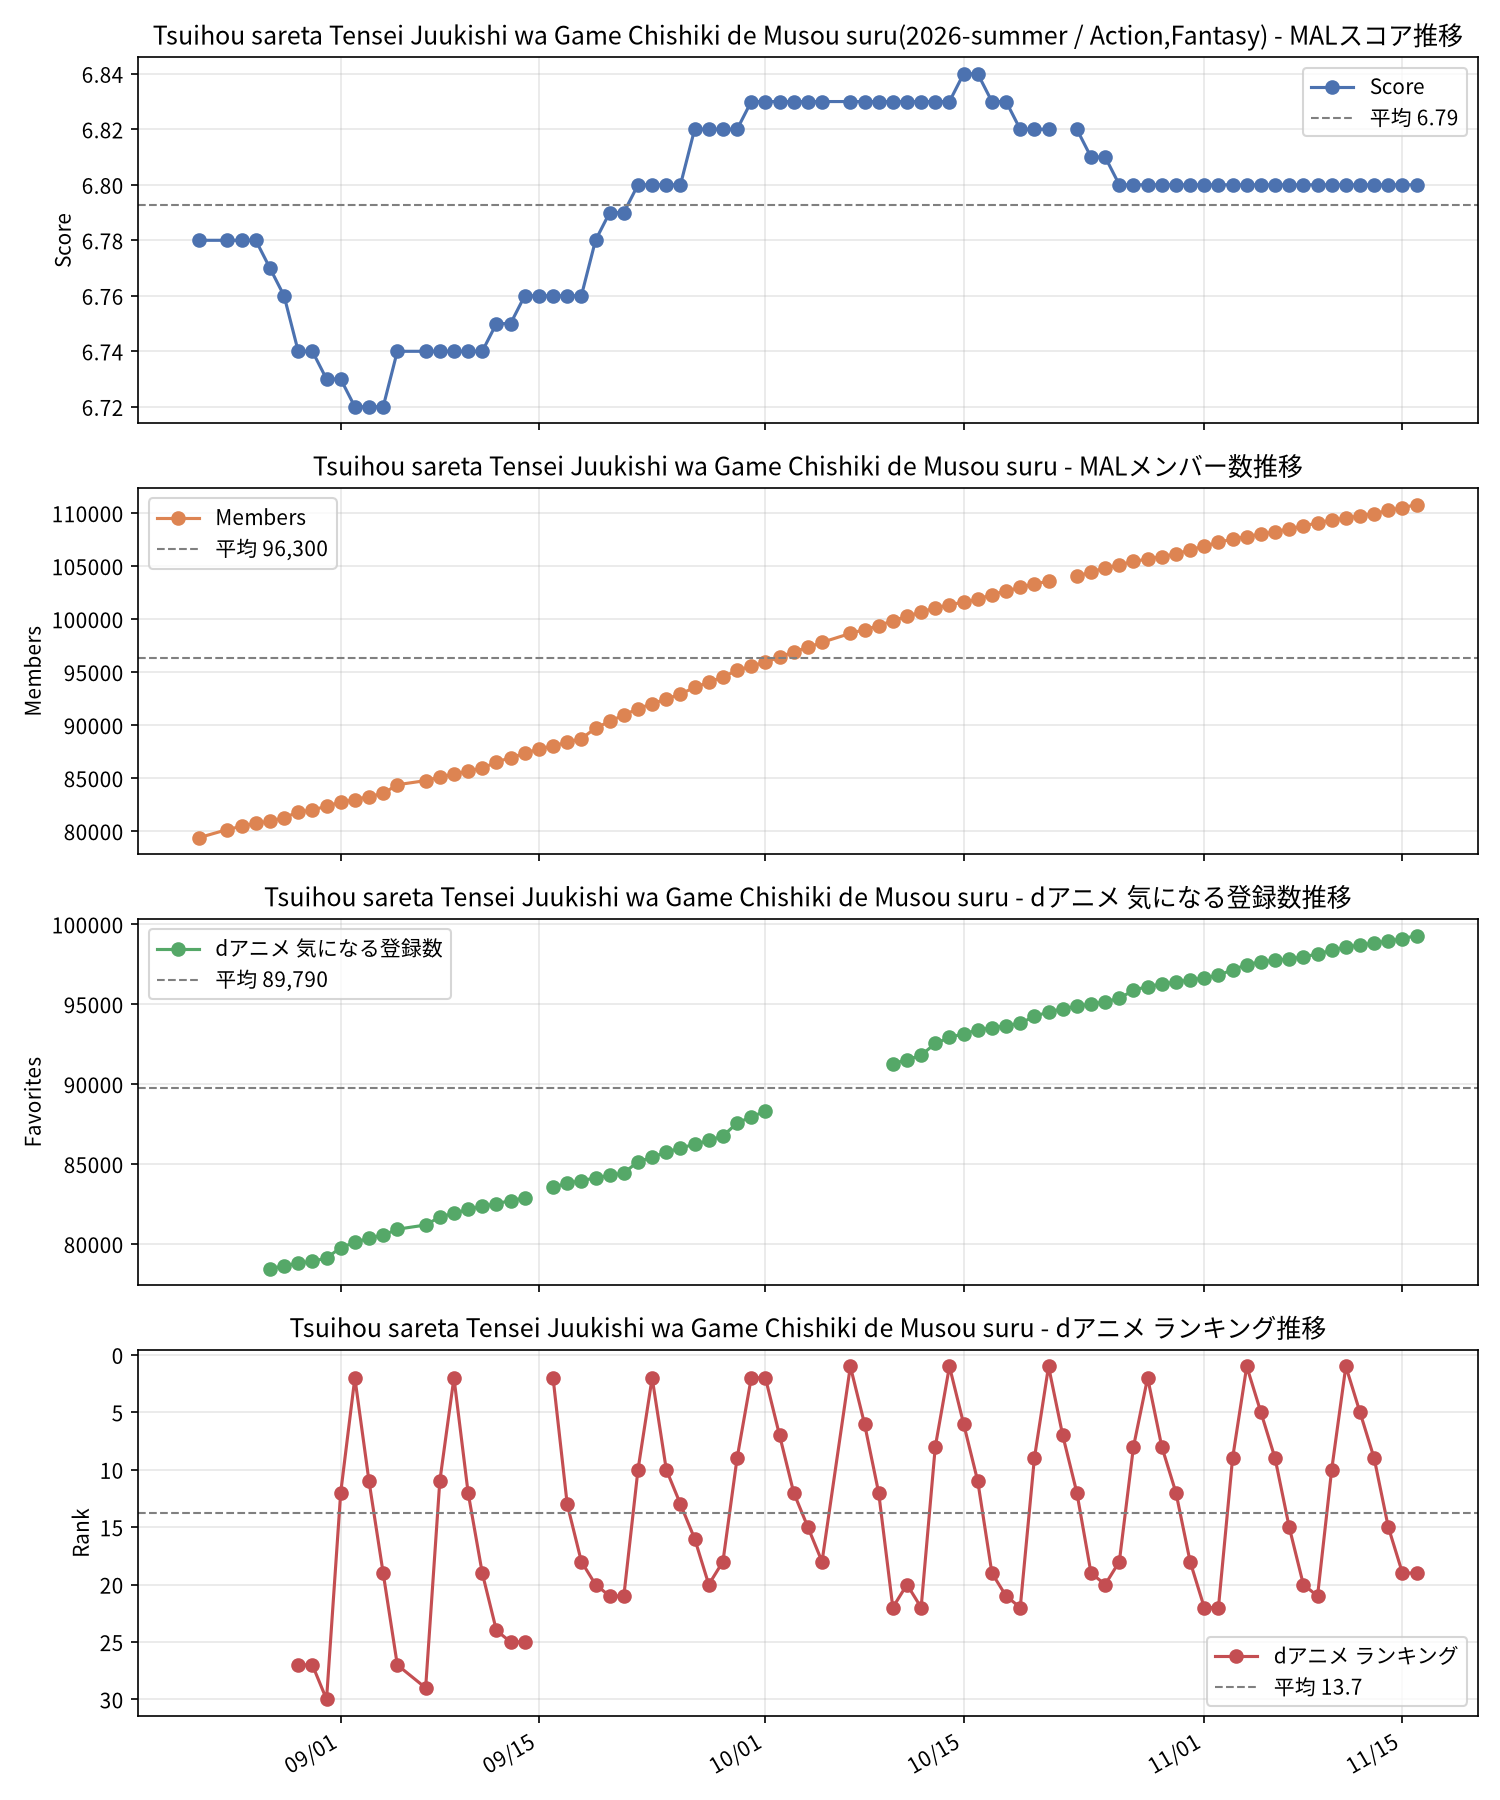 Tsuihou sareta Tensei Juukishi wa Game Chishiki de Musou suru(2026-summer / Action,Fantasy) - MALスコア推移
Score
6.84
6.82
6.80
6.78
6.76
6.74
6.72
Score
平均 6.79
Tsuihou sareta Tensei Juukishi wa Game Chishiki de Musou suru - MALメンバー数推移
Members
110000
105000
100000
95000
90000
85000
80000
Members
平均 96,300
Tsuihou sareta Tensei Juukishi wa Game Chishiki de Musou suru - dアニメ 気になる登録数推移
Favorites
100000
95000
90000
85000
80000
dアニメ 気になる登録数
平均 89,790
Tsuihou sareta Tensei Juukishi wa Game Chishiki de Musou suru - dアニメ ランキング推移
Rank
0
5
10
15
20
25
30
dアニメ ランキング
平均 13.7
09/01
09/15
10/01
10/15
11/01
11/15